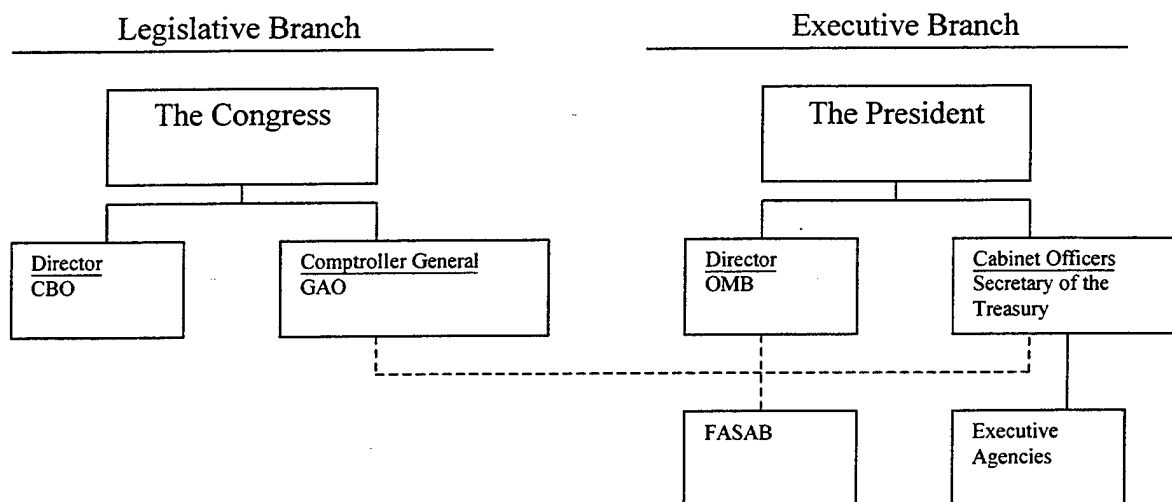 Legislative Branch
Executive Branch
The Congress
The President
Director
CBO
Comptroller General
GAO
Director
OMB
Cabinet Officers
Secretary of the
Treasury
FASAB
Executive
Agencies